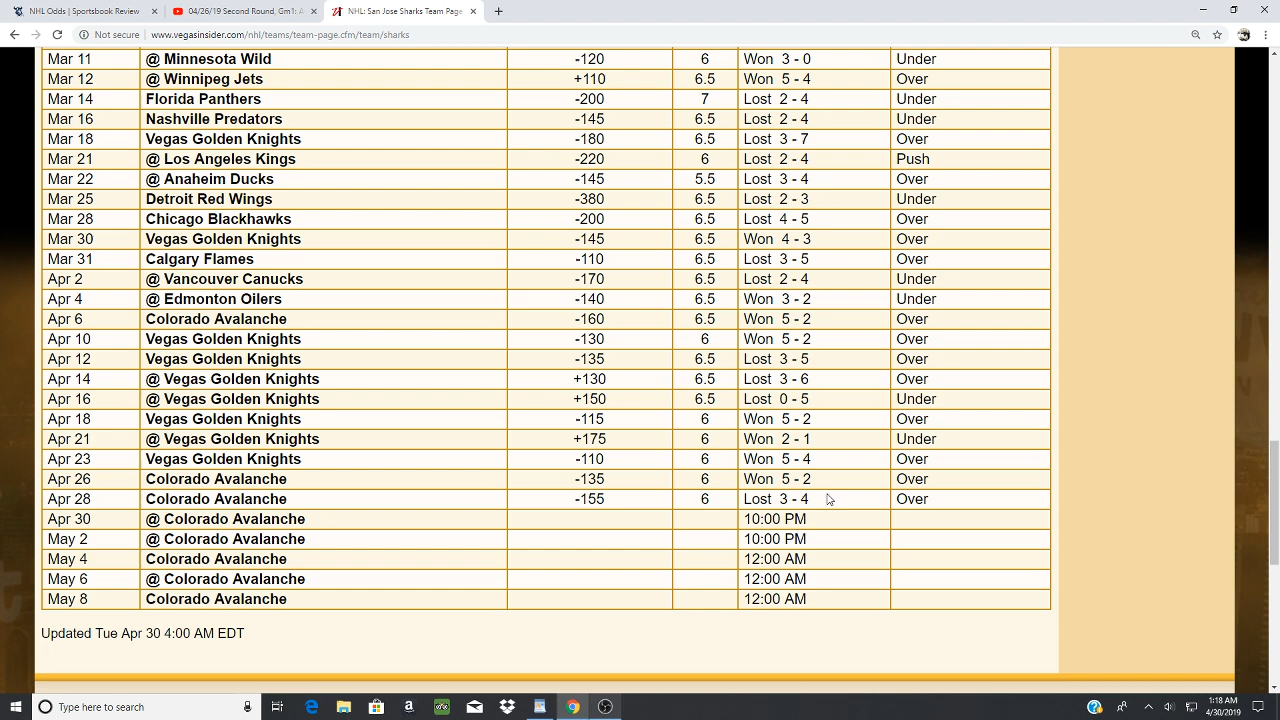 NHL Odds | Sportsbook Review
04/26/19 Second Round, Gm1: A
NHL: San Jose Sharks Team Page
Not secure | www.vegasinsider.com/nhl/teams/team-page.cfm/team/sharks
Mar 11 @ Minnesota Wild -120 6 Won 3 - 0 Under
Mar 12 @ Winnipeg Jets +110 6.5 Won 5 - 4 Over
Mar 14 Florida Panthers -200 7 Lost 2 - 4 Under
Mar 16 Nashville Predators -145 6.5 Lost 2 - 4 Under
Mar 18 Vegas Golden Knights -180 6.5 Lost 3 - 7 Over
Mar 21 @ Los Angeles Kings -220 6 Lost 2 - 4 Push
Mar 22 @ Anaheim Ducks -145 5.5 Lost 3 - 4 Over
Mar 25 Detroit Red Wings -380 6.5 Lost 2 - 3 Under
Mar 28 Chicago Blackhawks -200 6.5 Lost 4 - 5 Over
Mar 30 Vegas Golden Knights -145 6.5 Won 4 - 3 Over
Mar 31 Calgary Flames -110 6.5 Lost 3 - 5 Over
Apr 2 @ Vancouver Canucks -170 6.5 Lost 2 - 4 Under
Apr 4 @ Edmonton Oilers -140 6.5 Won 3 - 2 Under
Apr 6 Colorado Avalanche -160 6.5 Won 5 - 2 Over
Apr 10 Vegas Golden Knights -130 6 Won 5 - 2 Over
Apr 12 Vegas Golden Knights -135 6.5 Lost 3 - 5 Over
Apr 14 @ Vegas Golden Knights +130 6.5 Lost 3 - 6 Over
Apr 16 @ Vegas Golden Knights +150 6.5 Lost 0 - 5 Under
Apr 18 Vegas Golden Knights -115 6 Won 5 - 2 Over
Apr 21 @ Vegas Golden Knights +175 6 Won 2 - 1 Under
Apr 23 Vegas Golden Knights -110 6 Won 5 - 4 Over
Apr 26 Colorado Avalanche -135 6 Won 5 - 2 Over
Apr 28 Colorado Avalanche -155 6 Lost 3 - 4 Over
Apr 30 @ Colorado Avalanche 10:00 PM
May 2 @ Colorado Avalanche 10:00 PM
May 4 Colorado Avalanche 12:00 AM
May 6 @ Colorado Avalanche 12:00 AM
May 8 Colorado Avalanche 12:00 AM
Updated Tue Apr 30 4:00 AM EDT
Type here to search
1:18 AM
4/30/2019